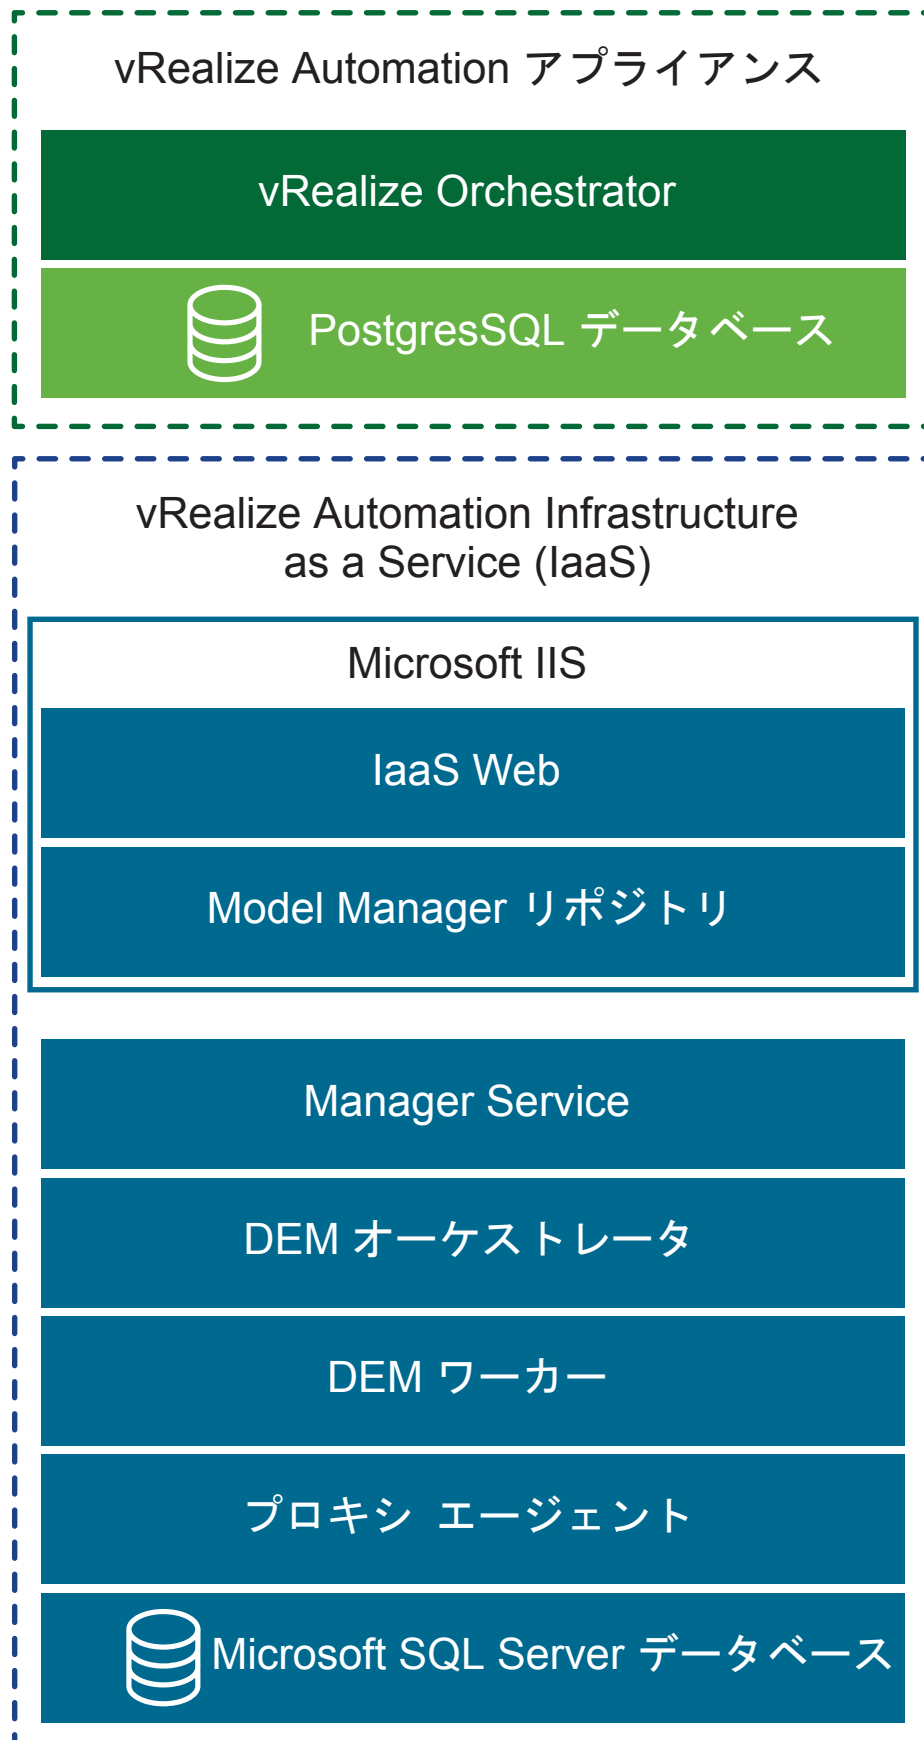 vRealize Automation アプライアンス
vRealize Orchestrator
PostgresSQL データベース
vRealize Automation Infrastructure
as a Service (IaaS)
Microsoft IIS
IaaS Web
Model Manager リポジトリ
Manager Service
DEM オーケストレータ
DEM ワーカー
プロキシ エージェント
Microsoft SQL Server データベース